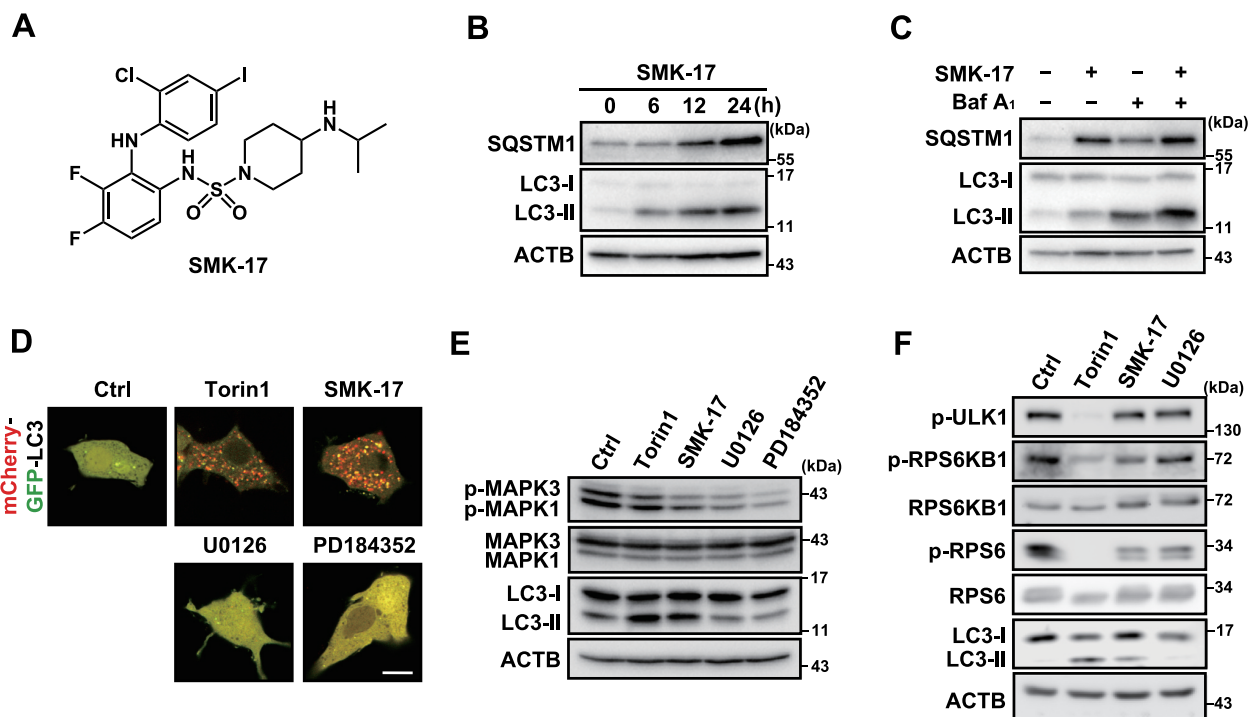 A
Cl
I
HN
H
N
F
H
N
S
N
O
O
F
SMK-17
B
SMK-17
0 6 12 24 (h)
(kDa)
SQSTM1
55
LC3-I
17
LC3-II
11
ACTB
43
C
SMK-17 – + – +
Baf A1 – – + +
(kDa)
SQSTM1
55
LC3-I
17
LC3-II
11
ACTB
43
D
Ctrl Torin1 SMK-17
mCherry-
GFP-LC3
U0126 PD184352
E
Ctrl Torin1 SMK-17 U0126 PD184352
(kDa)
p-MAPK3
43
p-MAPK1
MAPK3
43
MAPK1
17
LC3-I
LC3-II
11
ACTB
43
F
Ctrl Torin1 SMK-17 U0126
(kDa)
p-ULK1
130
p-RPS6KB1
72
RPS6KB1
72
p-RPS6
34
RPS6
34
LC3-I
17
LC3-II
ACTB
43